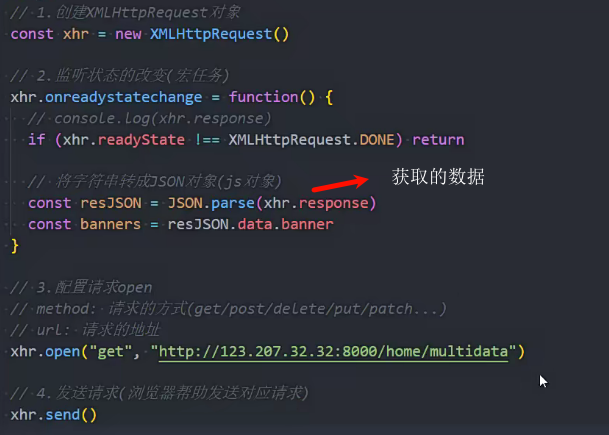 // 1.创建XMLHttpRequest对象
const xhr = new XMLHttpRequest()
// 2.监听状态的改变(宏任务)
xhr.onreadystatechange = function() {
// console.log(xhr.response)
if (xhr.readyState !== XMLHttpRequest.DONE) return
// 将字符串转成JSON对象(js对象)
获取的数据
const resJSON = JSON.parse(xhr.response)
const banners = resJSON.data.banner
}
// 3.配置请求open
// method: 请求的方式(get/post/delete/put/patch...)
// url: 请求的地址
xhr.open("get", "http://123.207.32.32:8000/home/multidata")
// 4.发送请求(浏览器帮助发送对应请求)
xhr.send()